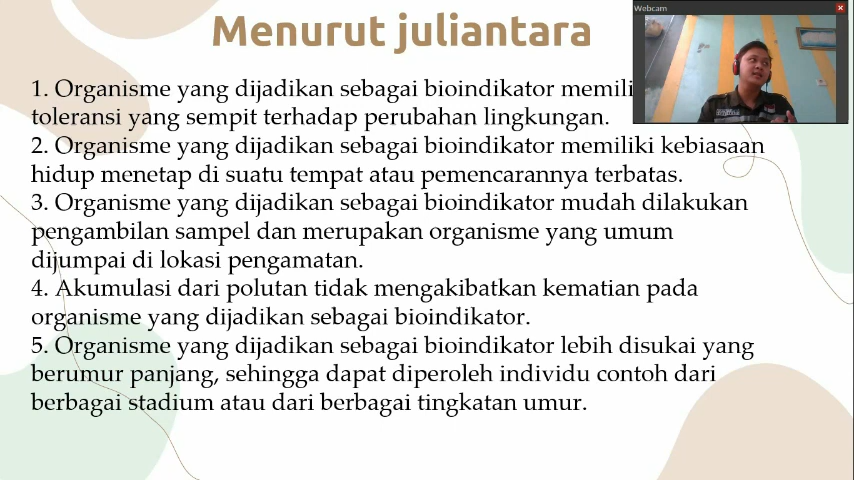 Menurut juliantara
Webcam
1. Organisme yang dijadikan sebagai bioindikator memili
toleransi yang sempit terhadap perubahan lingkungan.
2. Organisme yang dijadikan sebagai bioindikator memiliki kebiasaan
hidup menetap di suatu tempat atau pemencarannya terbatas.
3. Organisme yang dijadikan sebagai bioindikator mudah dilakukan
pengambilan sampel dan merupakan organisme yang umum
dijumpai di lokasi pengamatan.
4. Akumulasi dari polutan tidak mengakibatkan kematian pada
organisme yang dijadikan sebagai bioindikator.
5. Organisme yang dijadikan sebagai bioindikator lebih disukai yang
berumur panjang, sehingga dapat diperoleh individu contoh dari
berbagai stadium atau dari berbagai tingkatan umur.